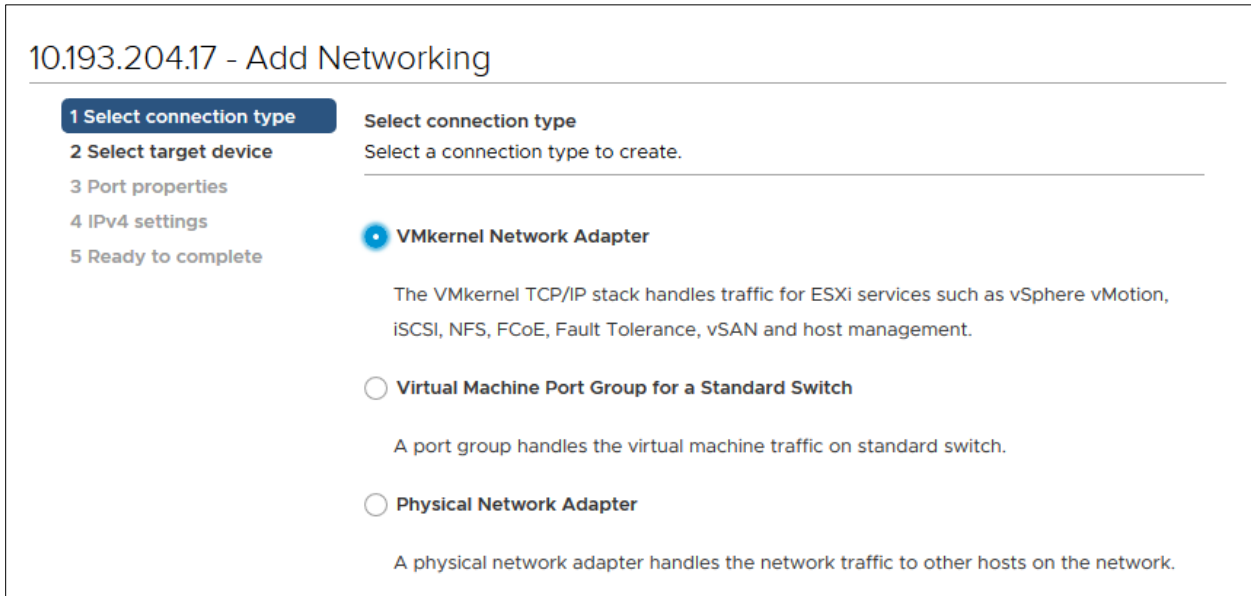 10.193.204.17 - Add Networking
1 Select connection type
2 Select target device
3 Port properties
4 IPv4 settings
5 Ready to complete
Select connection type
Select a connection type to create.
VMkernel Network Adapter
The VMkernel TCP/IP stack handles traffic for ESXi services such as vSphere vMotion,
iSCSI, NFS, FCoE, Fault Tolerance, vSAN and host management.
Virtual Machine Port Group for a Standard Switch
A port group handles the virtual machine traffic on standard switch.
Physical Network Adapter
A physical network adapter handles the network traffic to other hosts on the network.